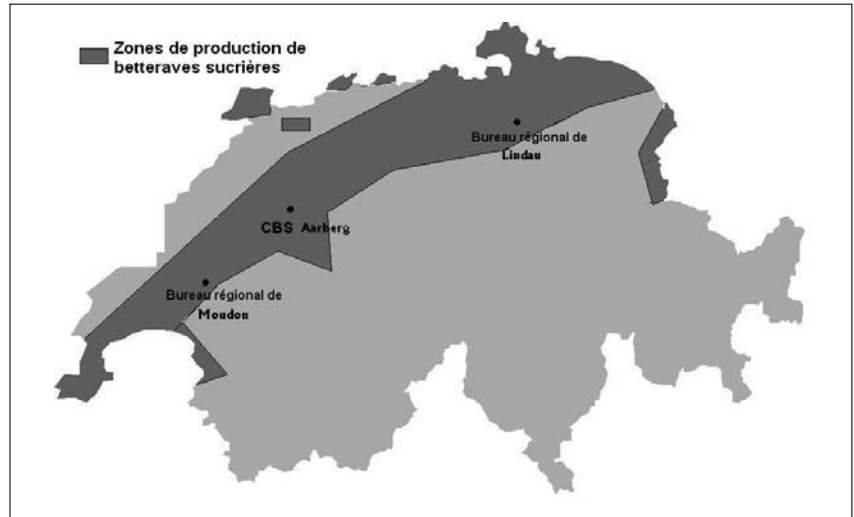 Zones de production de
betteraves sucrières
Bureau régional de
Lindau
CBS Aarberg
Bureau régional de
Moudon